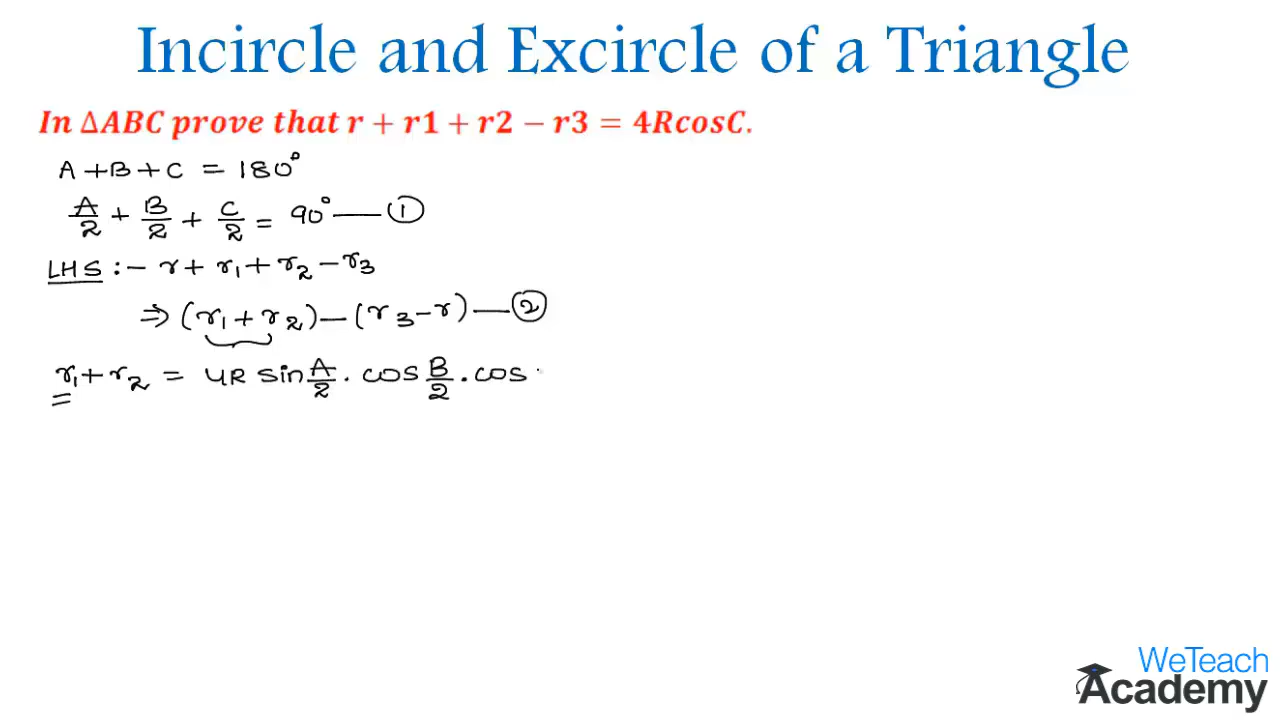 Incircle and Excircle of a Triangle
In ΔABC prove that r + r1 + r2 − r3 = 4RcosC.
A + B + C = 180°
A/2 + B/2 + C/2 = 90° — ①
LHS :- r + r₁ + r₂ − r₃
⇒ (r₁ + r₂) − (r₃ − r) — ②
r₁ + r₂ = 4R sin A/2 . cos B/2 . cos
WeTeach
Academy